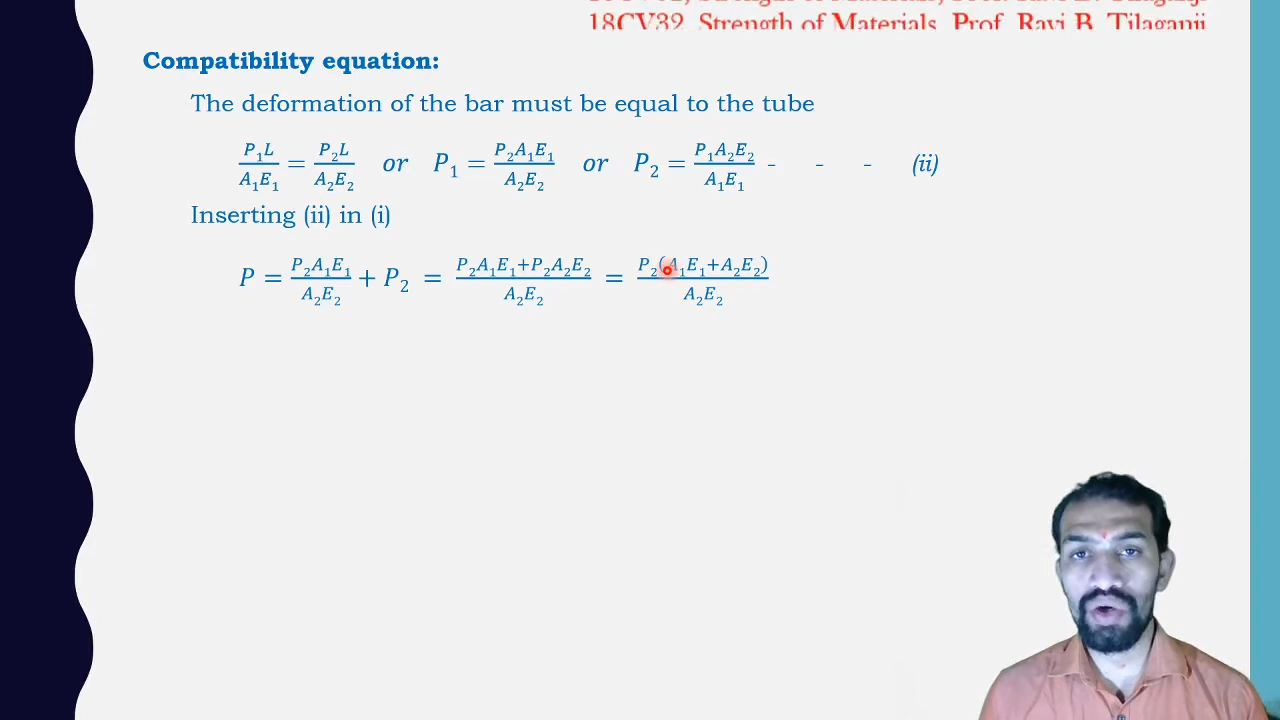 18CV32, Strength of Materials, Prof. Ravi B. Tilaganji
Compatibility equation:
The deformation of the bar must be equal to the tube
P₁L/A₁E₁ = P₂L/A₂E₂ or P₁ = P₂A₁E₁/A₂E₂ or P₂ = P₁A₂E₂/A₁E₁ - - - (ii)
Inserting (ii) in (i)
P = P₂A₁E₁/A₂E₂ + P₂ = P₂A₁E₁+P₂A₂E₂/A₂E₂ = P₂(A₁E₁+A₂E₂)/A₂E₂